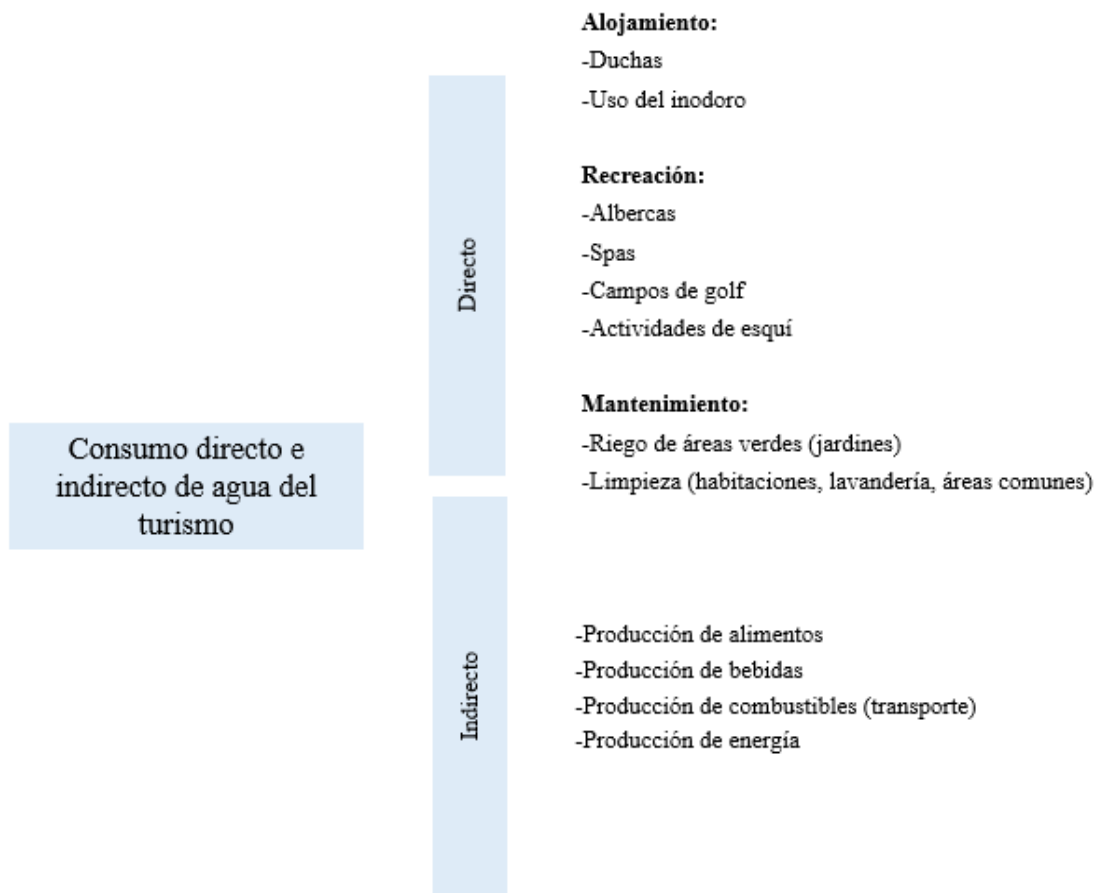 Consumo directo e
indirecto de agua del
turismo
Directo
Alojamiento:
-Duchas
-Uso del inodoro
Recreación:
-Albercas
-Spas
-Campos de golf
-Actividades de esquí
Mantenimiento:
-Riego de áreas verdes (jardines)
-Limpieza (habitaciones, lavandería, áreas comunes)
Indirecto
-Producción de alimentos
-Producción de bebidas
-Producción de combustibles (transporte)
-Producción de energía